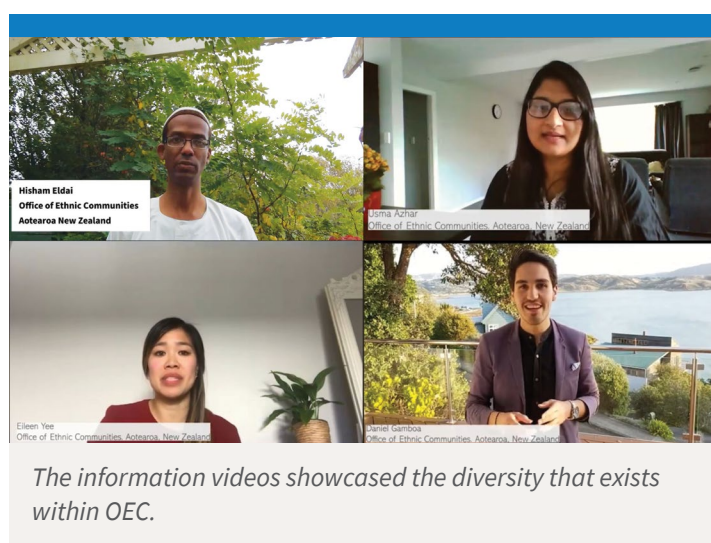 Hisham Eldai
Office of Ethnic Communities
Aotearoa New Zealand
Usma Azhar
Office of Ethnic Communities, Aotearoa, New Zealand
Eileen Yee
Office of Ethnic Communities, Aotearoa, New Zealand
Daniel Gamboa
Office of Ethnic Communities, Aotearoa, New Zealand
The information videos showcased the diversity that exists
within OEC.